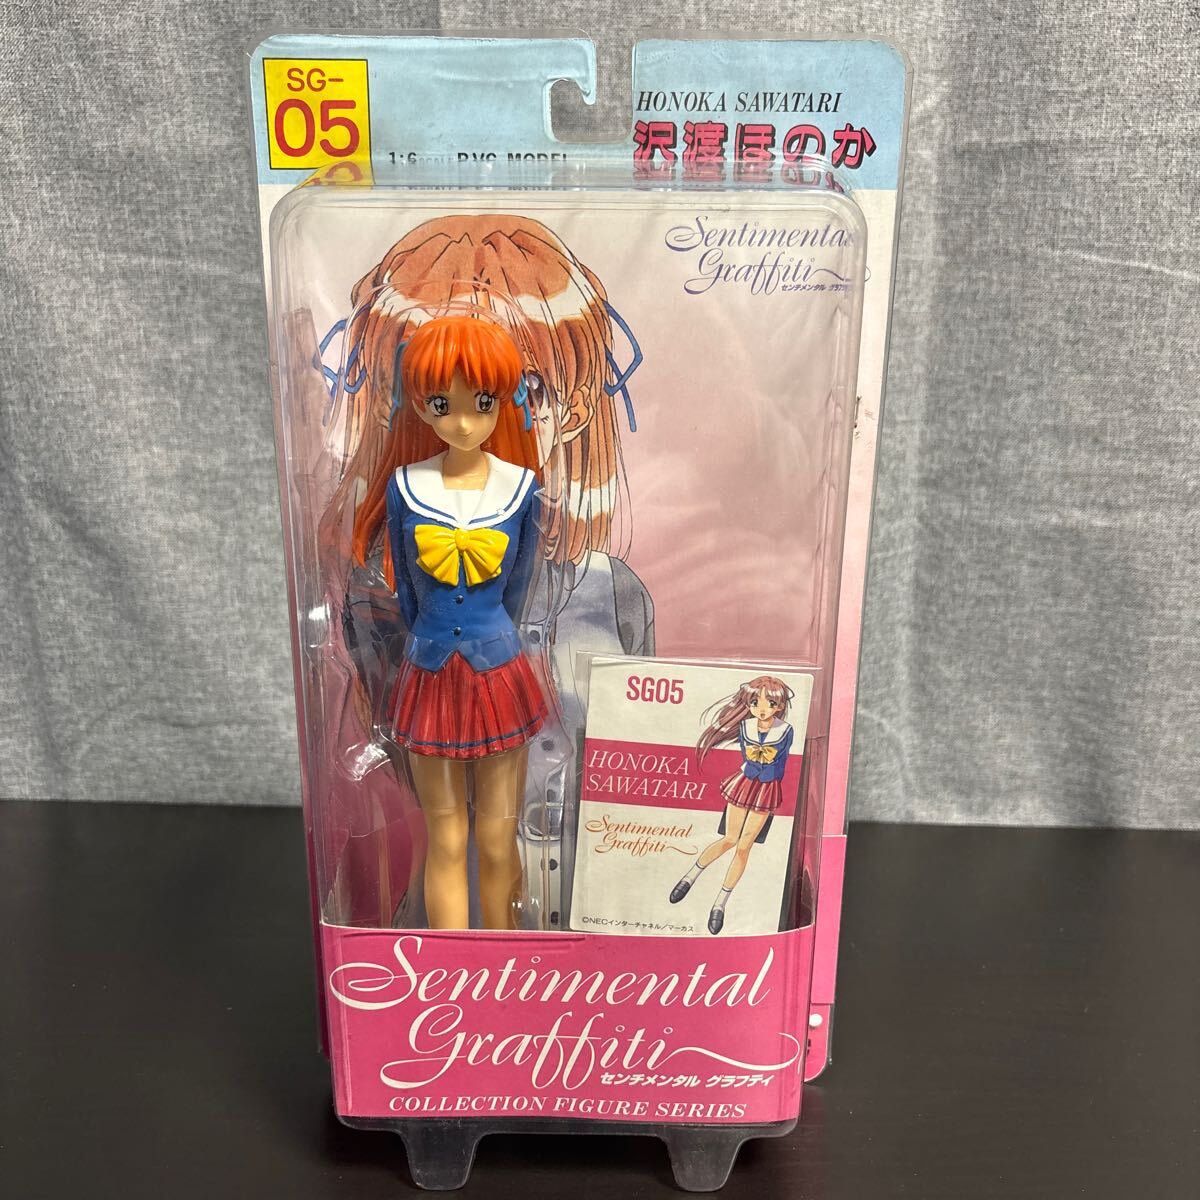 SG-
05
1:6 SCALE P.V.C. MODEL
HONOKA SAWATARI
沢渡ほのか
Sentimental
Graffiti
センチメンタル グラフティ
SG05
HONOKA
SAWATARI
Sentimental
Graffiti
©NECインターチャネル/マーカス
Sentimental
Graffiti
センチメンタル グラフティ
COLLECTION FIGURE SERIES